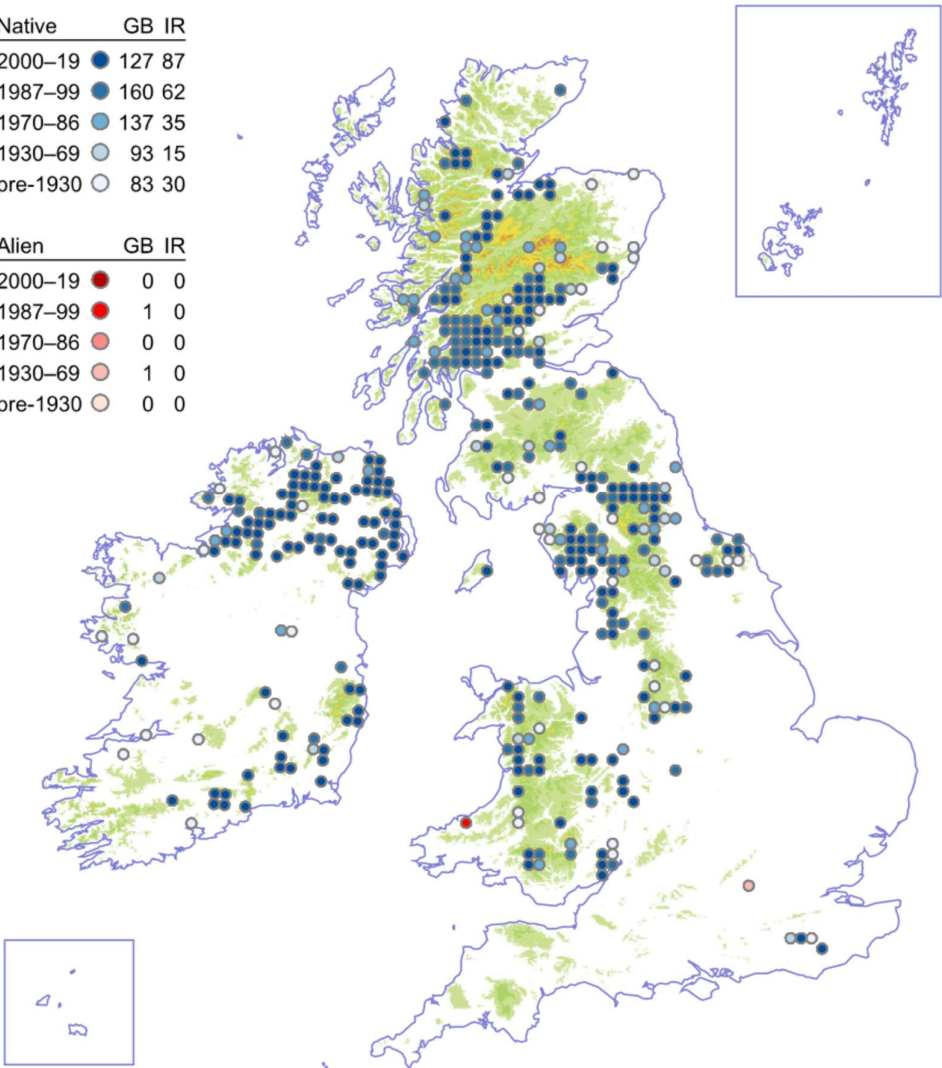 Native GB IR
2000–19 127 87
1987–99 160 62
1970–86 137 35
1930–69 93 15
pre-1930 83 30
Alien GB IR
2000–19 0 0
1987–99 1 0
1970–86 0 0
1930–69 1 0
pre-1930 0 0